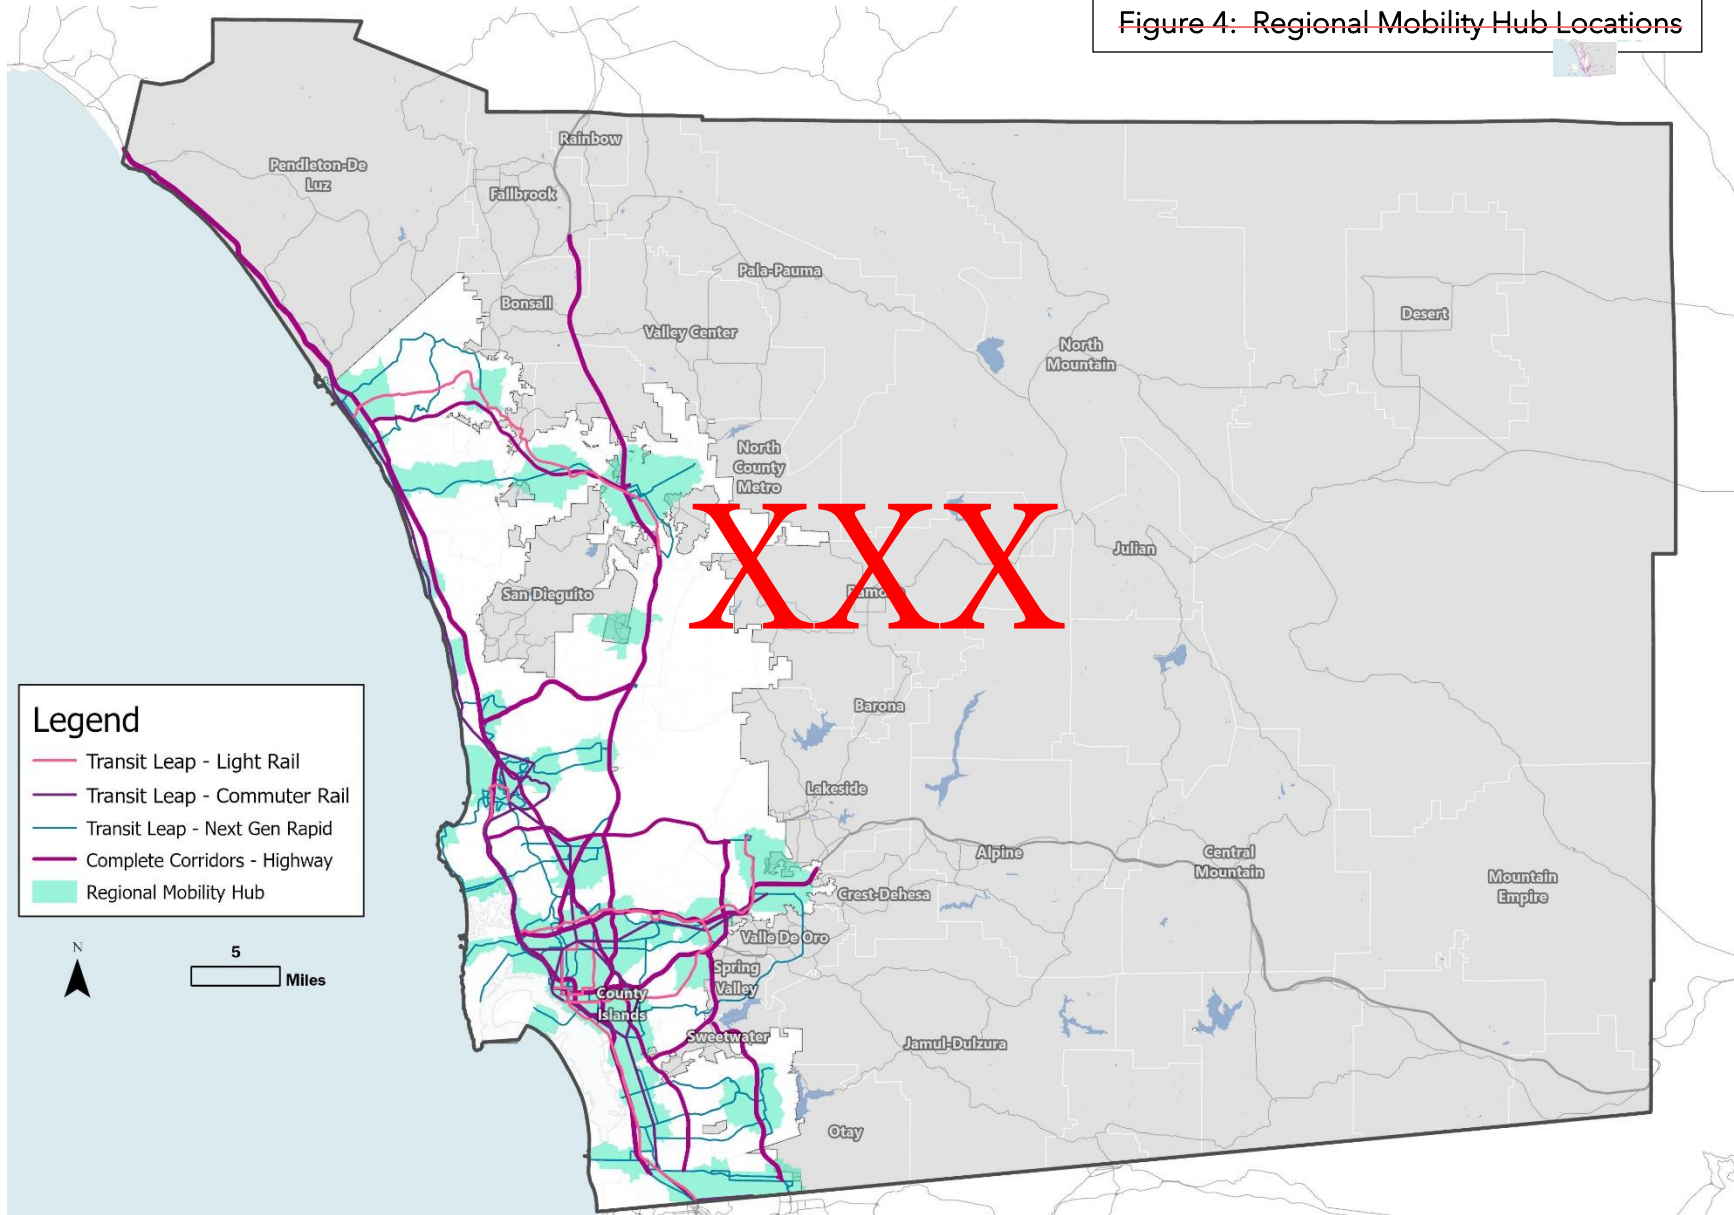 Figure 4: Regional Mobility Hub Locations
Rainbow
Pendleton-De
Luz
Fallbrook
Pala-Pauma
Bonsall
Desert
Valley Center
North
Mountain
North
County
Metro
XXX
Julian
San Dieguito
Barona
Legend
Transit Leap - Light Rail
Transit Leap - Commuter Rail
Transit Leap - Next Gen Rapid
Complete Corridors - Highway
Regional Mobility Hub
Lakeside
Alpine
Central
Mountain
Crest-Dehesa
Mountain
Empire
Valle De Oro
N
5
Miles
Spring
Valley
County
Islands
Sweetwater
Jamul-Dulzura
Otay